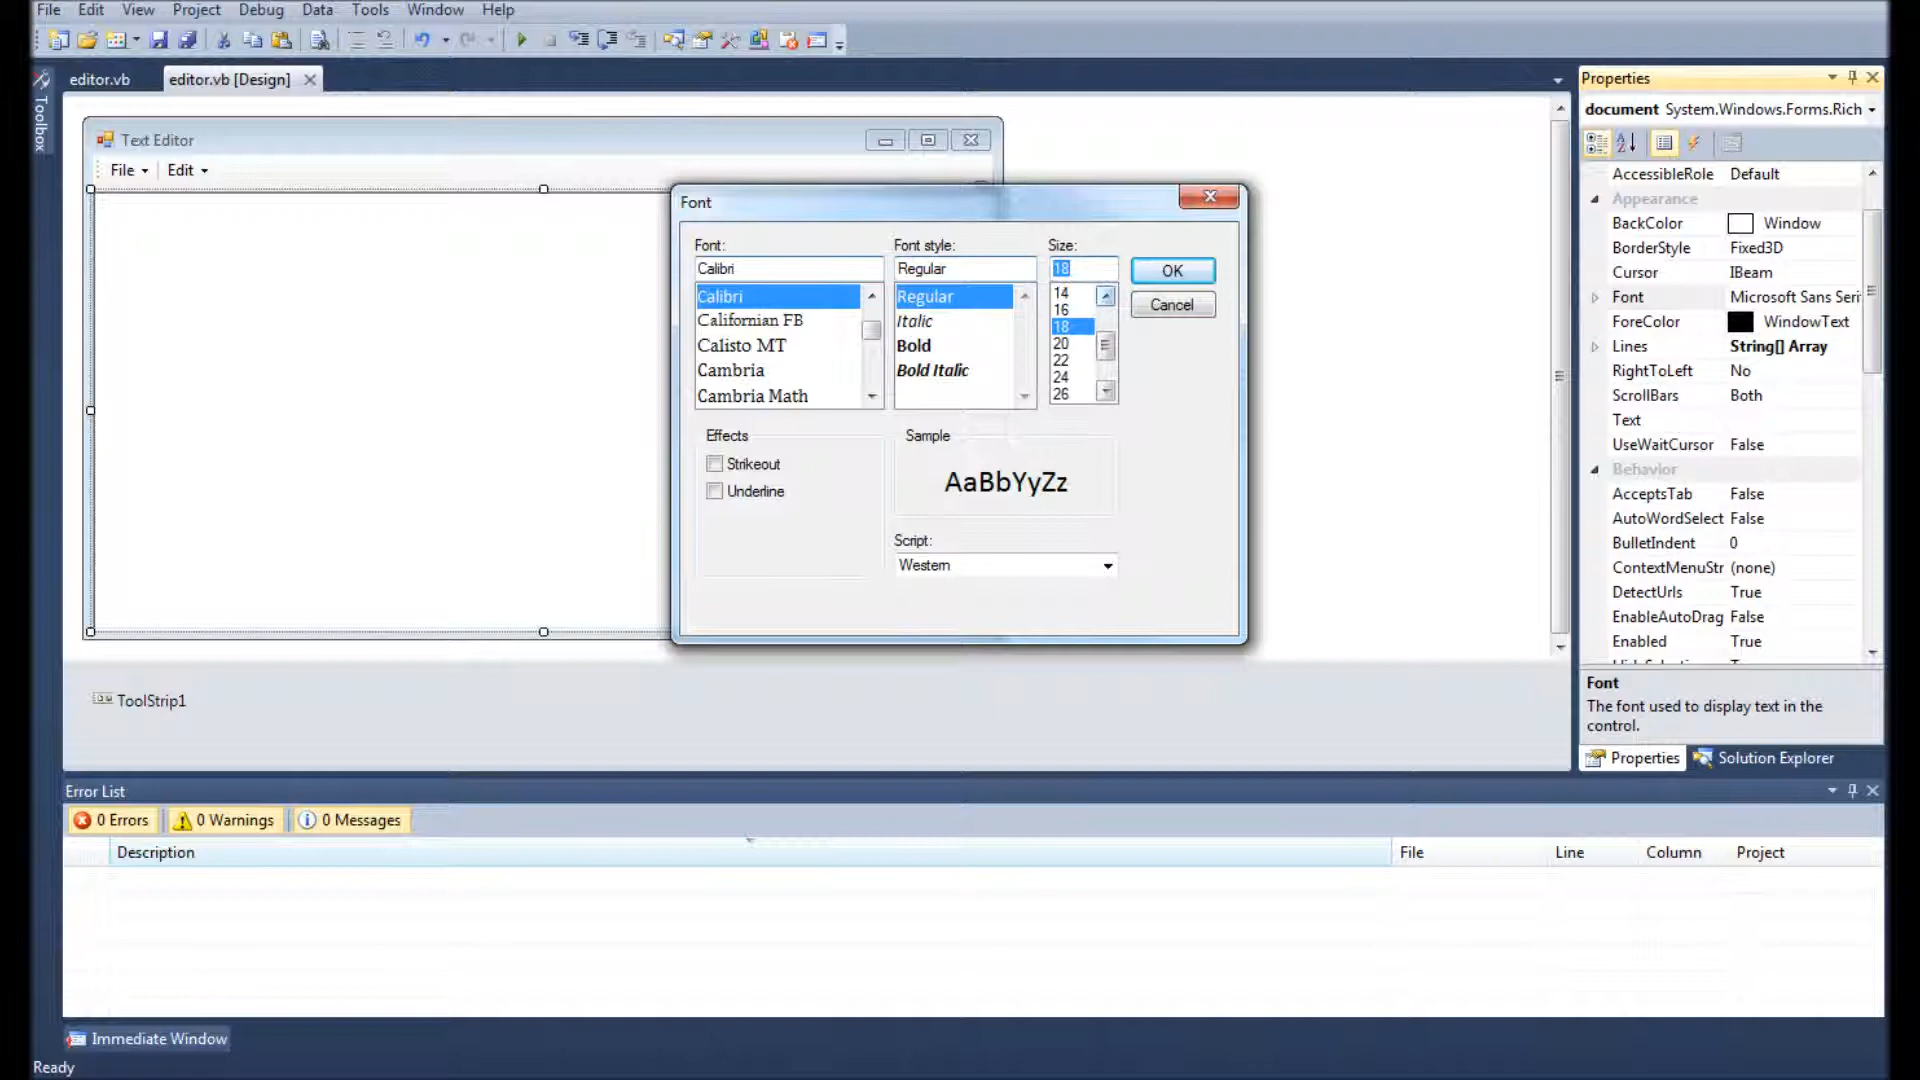 File Edit View Project Debug Data Tools Window Help
editor.vb editor.vb [Design]
Toolbox
Text Editor
File Edit
Font
Font: Font style: Size:
Calibri Regular 18
OK
Cancel
Calibri Regular 14
Californian FB Italic 16
Calisto MT Bold 18
Cambria Bold Italic 20
Cambria Math 22
24
26
Effects Sample
Strikeout
Underline
AaBbYyZz
Script:
Western
ToolStrip1
Properties
document System.Windows.Forms.Rich
AccessibleRole Default
Appearance
BackColor Window
BorderStyle Fixed3D
Cursor IBeam
Font Microsoft Sans Seri
ForeColor WindowText
Lines String[] Array
RightToLeft No
ScrollBars Both
Text
UseWaitCursor False
Behavior
AcceptsTab False
AutoWordSelect False
BulletIndent 0
ContextMenuStr (none)
DetectUrls True
EnableAutoDrag False
Enabled True
Font
The font used to display text in the
control.
Properties Solution Explorer
Error List
0 Errors 0 Warnings 0 Messages
Description File Line Column Project
Immediate Window
Ready